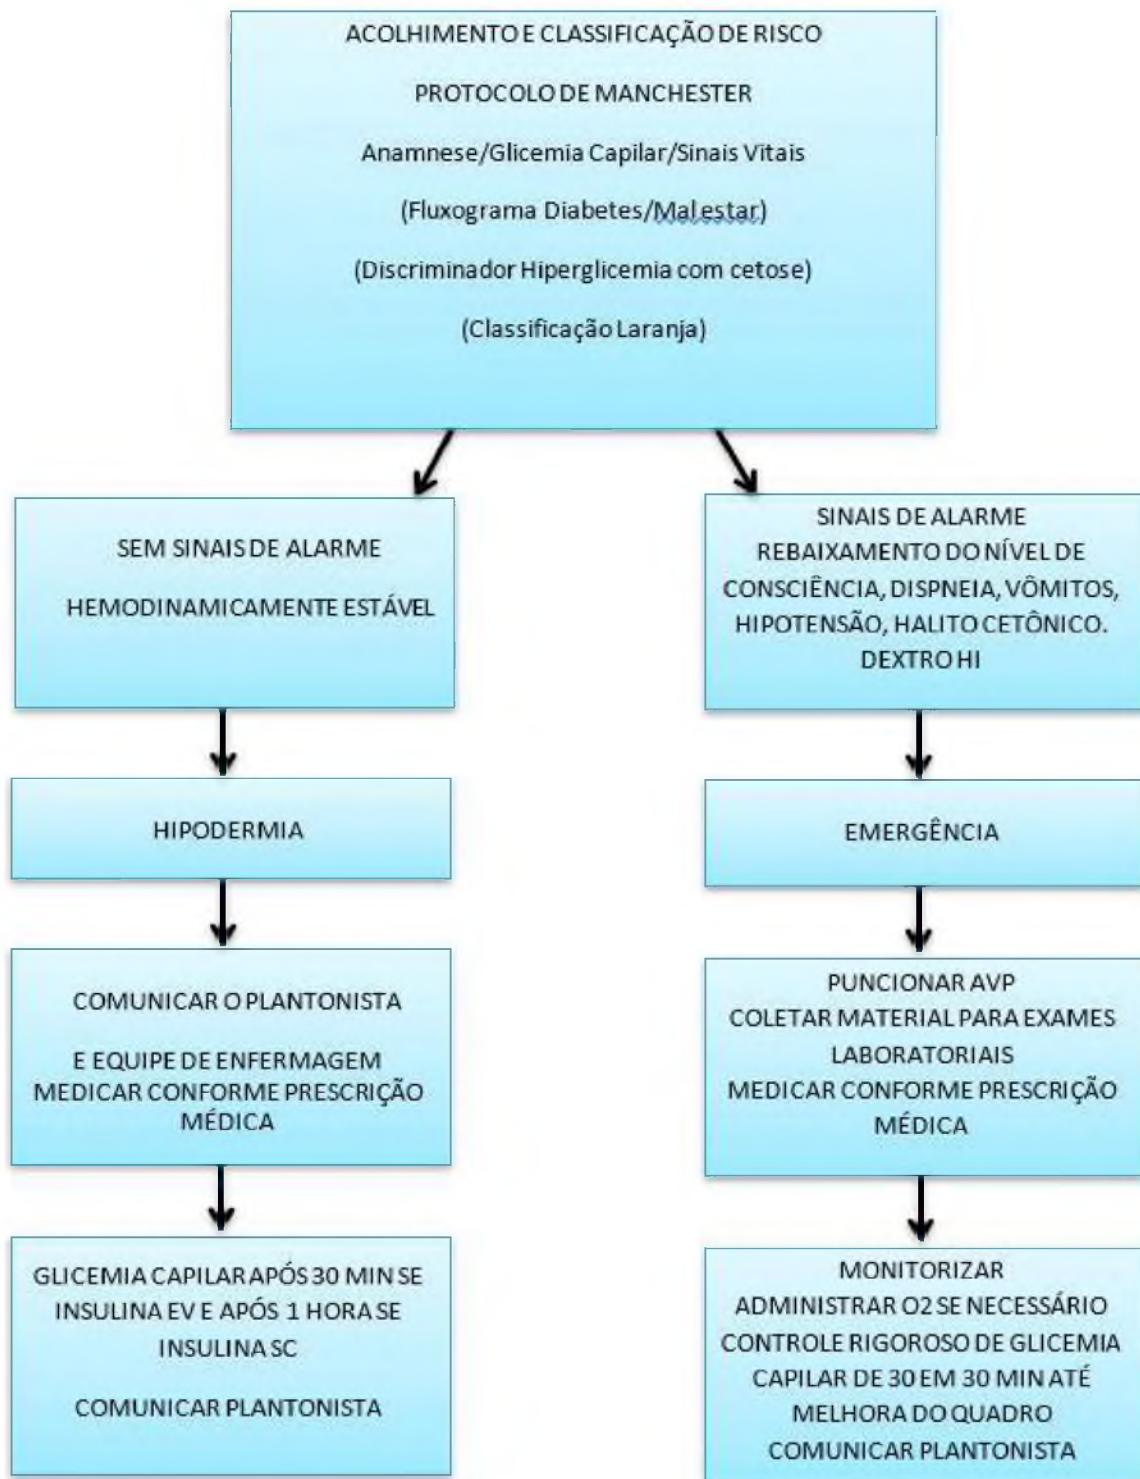 ACOLHIMENTO E CLASSIFICAÇÃO DE RISCO
PROTOCOLO DE MANCHESTER
Anamnese/Glicemia Capilar/Sinais Vitais
(Fluxograma Diabetes/Mal estar)
(Discriminador Hiperglicemia com cetose)
(Classificação Laranja)
SEM SINAIS DE ALARME
HEMODINAMICAMENTE ESTÁVEL
HIPODERMIA
COMUNICAR O PLANTONISTA
E EQUIPE DE ENFERMAGEM
MEDICAR CONFORME PRESCRIÇÃO
MÉDICA
GLICEMIA CAPILAR APÓS 30 MIN SE
INSULINA EV E APÓS 1 HORA SE
INSULINA SC
COMUNICAR PLANTONISTA
SINAIS DE ALARME
REBAIXAMENTO DO NÍVEL DE
CONSCIÊNCIA, DISPNEIA, VÔMITOS,
HIPOTENSÃO, HALITO CETÔNICO.
DEXTRO HI
EMERGÊNCIA
PUNCIONAR AVP
COLETAR MATERIAL PARA EXAMES
LABORATORIAIS
MEDICAR CONFORME PRESCRIÇÃO
MÉDICA
MONITORIZAR
ADMINISTRAR O2 SE NECESSÁRIO
CONTROLE RIGOROSO DE GLICEMIA
CAPILAR DE 30 EM 30 MIN ATÉ
MELHORA DO QUADRO
COMUNICAR PLANTONISTA